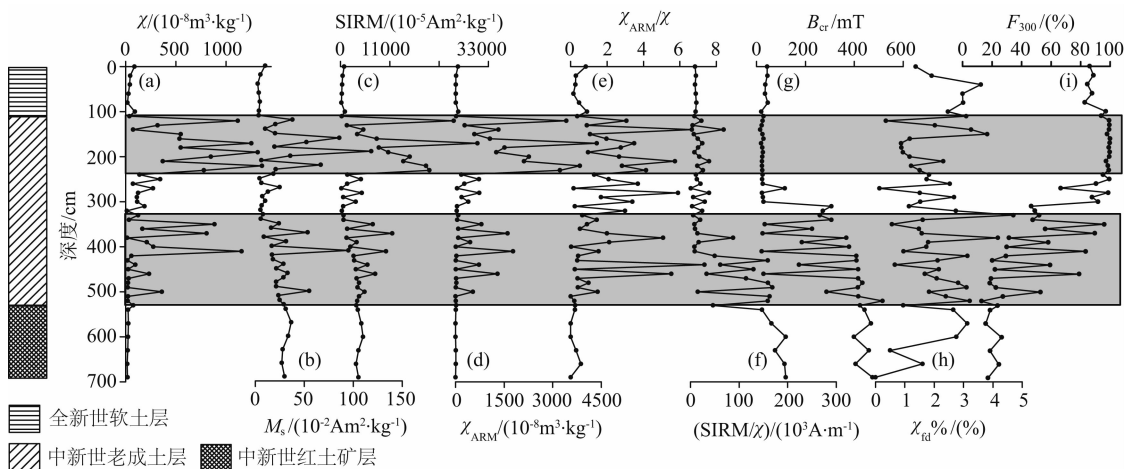 χ/(10⁻⁸m³·kg⁻¹) SIRM/(10⁻⁵Am²·kg⁻¹) χARM/χ Bcr/mT F300/(%)
0 500 1000 0 11000 33000 0 2 4 6 8 0 200 400 600 0 20 40 60 80 100
(a) (c) (e) (g) (i)
0
100
200
300
400
500
600
700
深度/cm
(b) (d) (f) (h)
0 50 100 150 0 1500 3000 4500 0 100 200 300 0 1 2 3 4 5
Ms/(10⁻²Am²·kg⁻¹) χARM/(10⁻⁸m³·kg⁻¹) (SIRM/χ)/(10³A·m⁻¹) χfd%/(%)
全新世软土层
中新世老成土层 中新世红土矿层